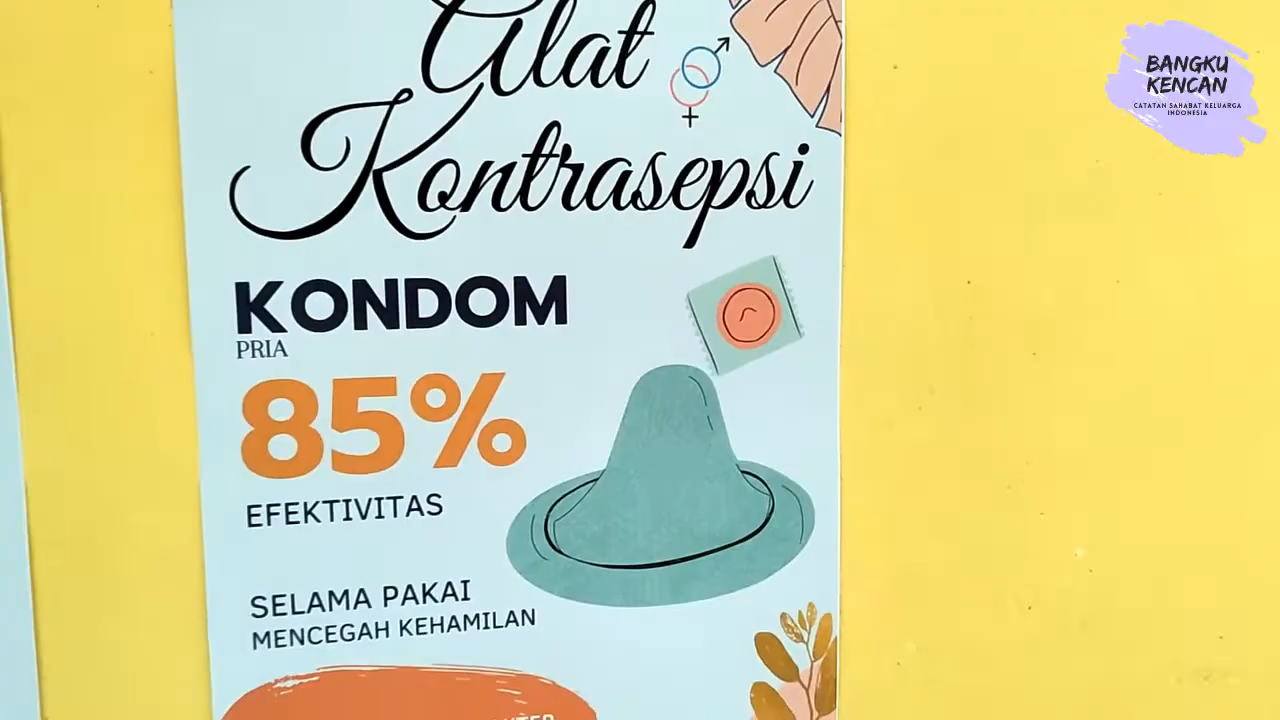 Alat
Kontrasepsi
KONDOM
PRIA
85%
EFEKTIVITAS
SELAMA PAKAI
MENCEGAH KEHAMILAN
BANGKU
KENCAN
CATATAN SAHABAT KELUARGA
INDONESIA